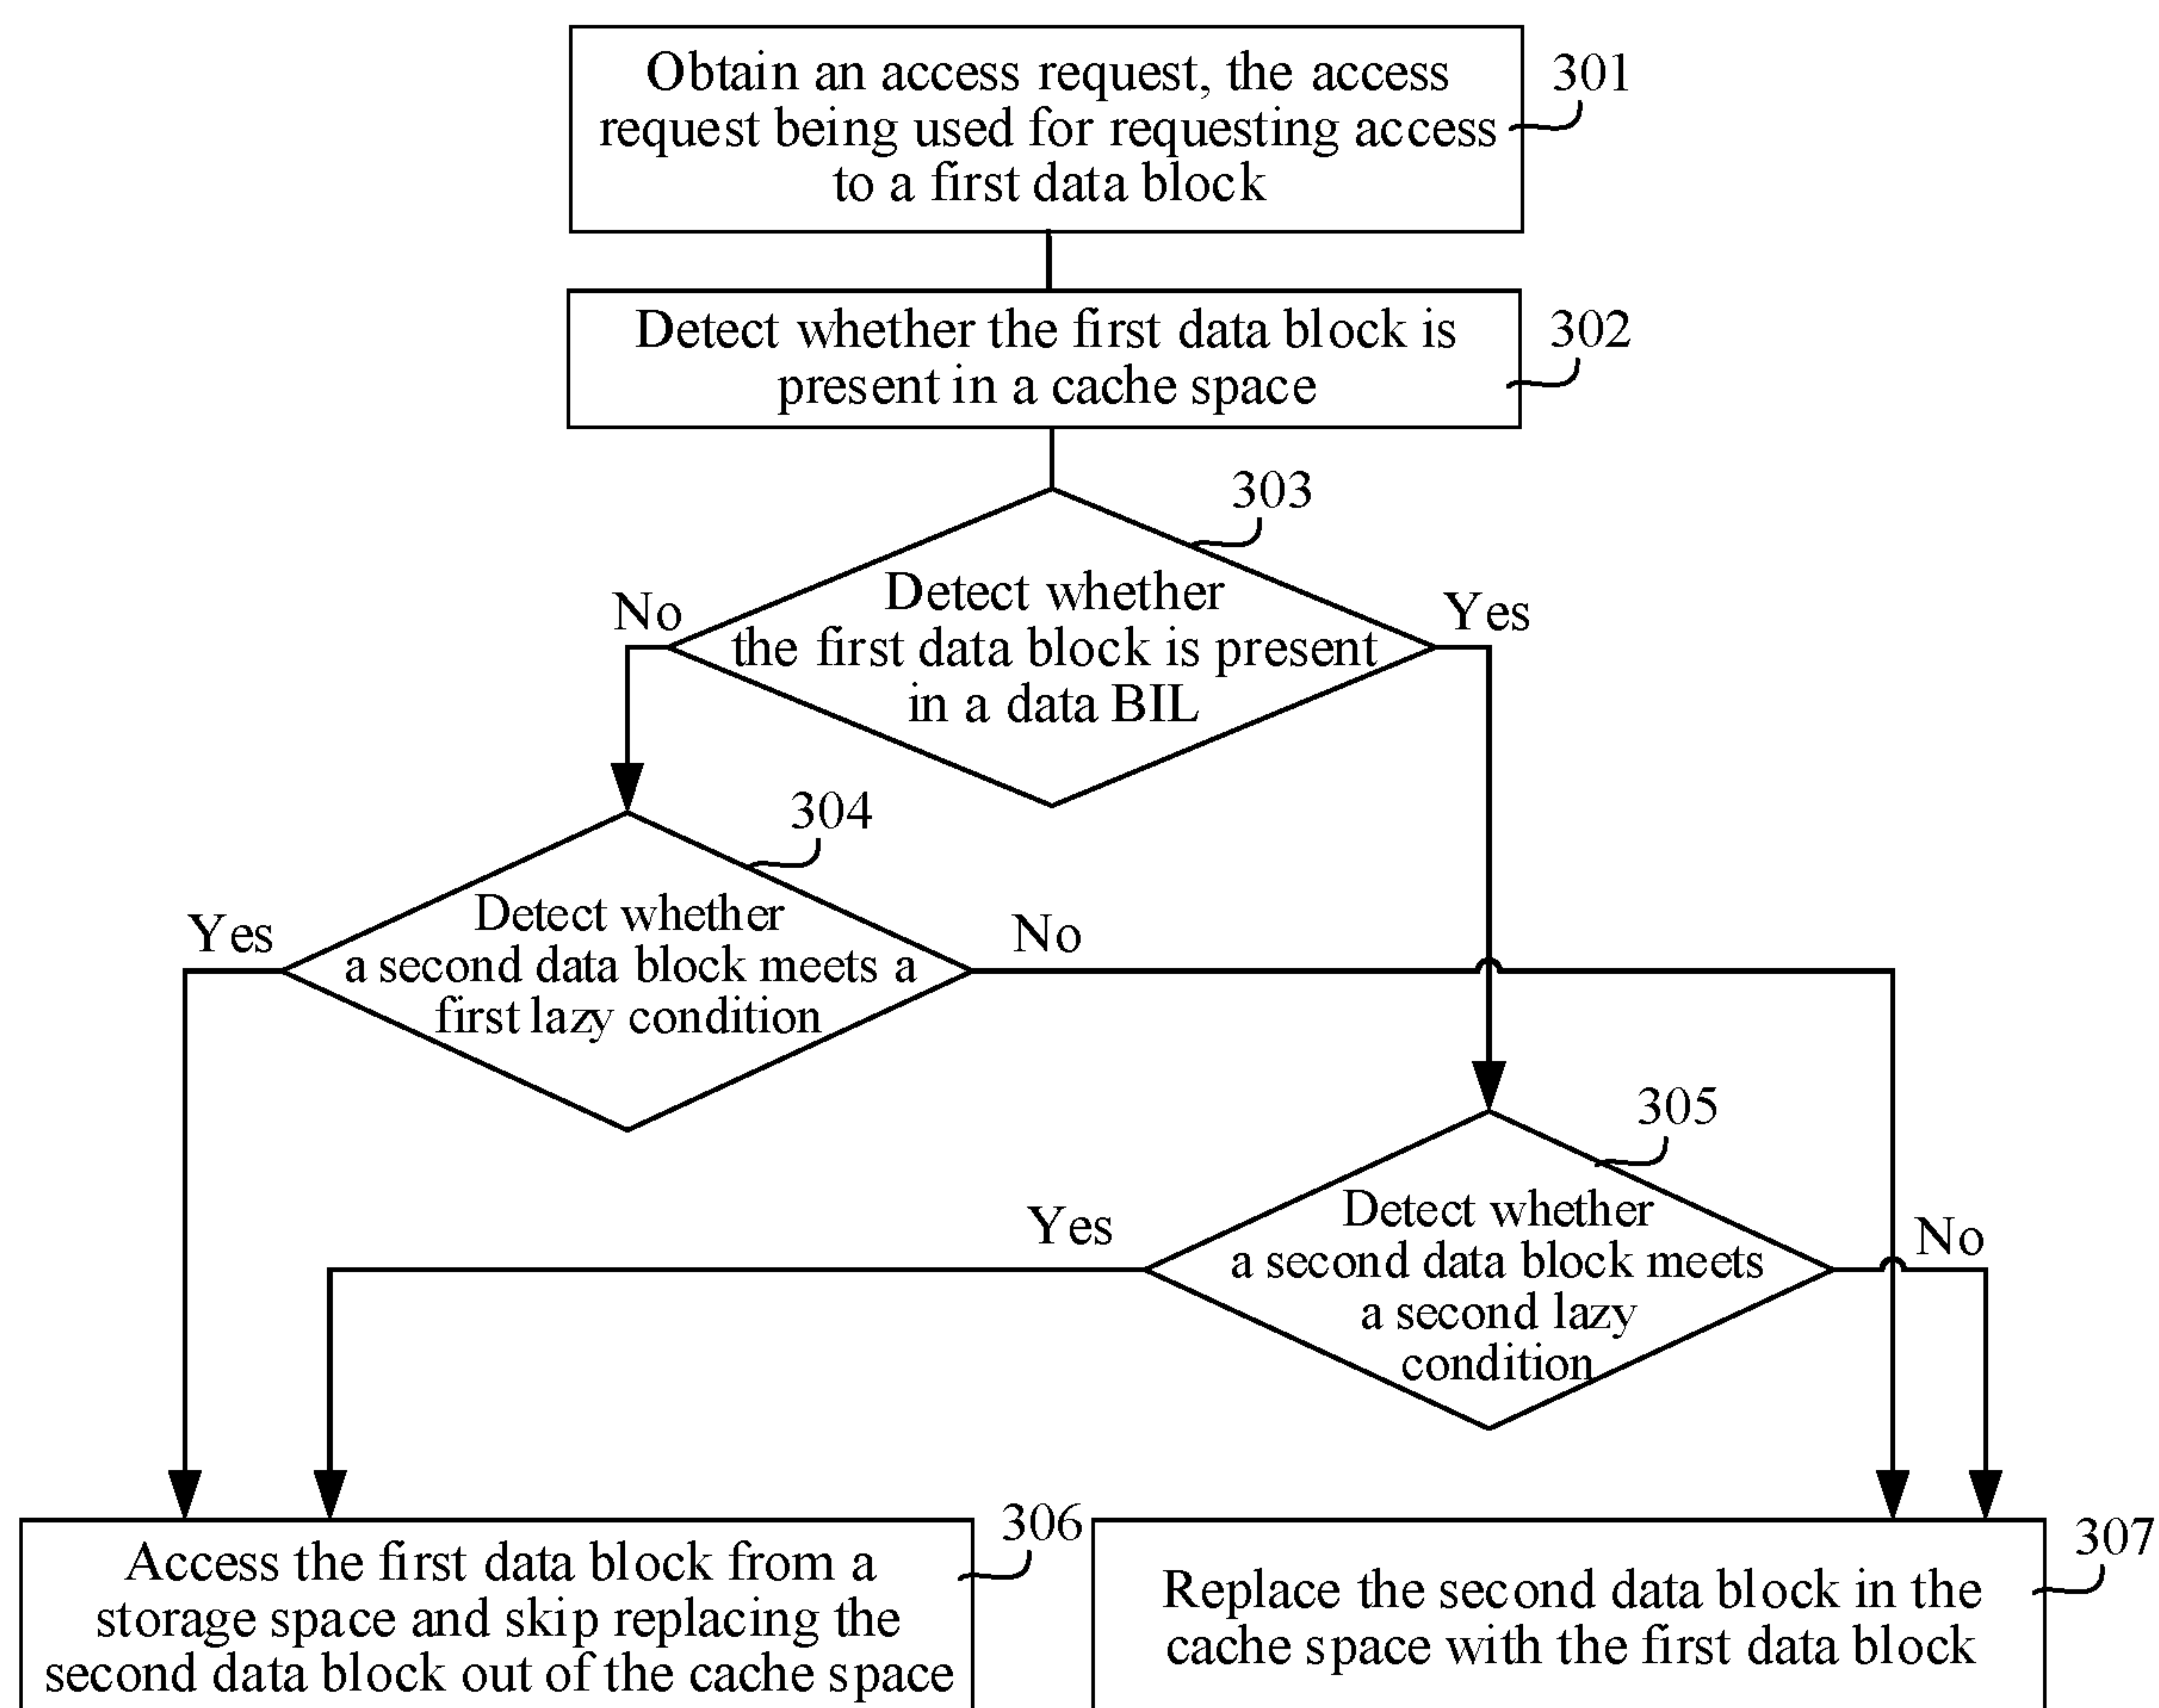 Obtain an access request, the access
request being used for requesting access
to a first data block
301
Detect whether the first data block is
present in a cache space
302
303
Detect whether
the first data block is present
in a data BIL
No
Yes
304
Detect whether
a second data block meets a
first lazy condition
Yes
No
305
Detect whether
a second data block meets
a second lazy
condition
Yes
No
306
Access the first data block from a
storage space and skip replacing the
second data block out of the cache space
307
Replace the second data block in the
cache space with the first data block